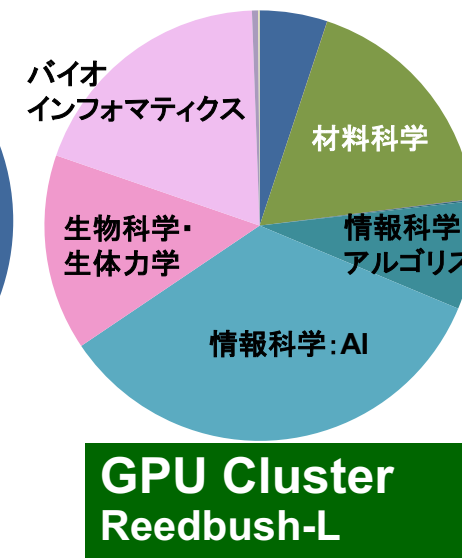 バイオ
インフォマティクス
材料科学
生物科学・
生体力学
情報科学
アルゴリス
情報科学：AI
GPU Cluster
Reedbush-L